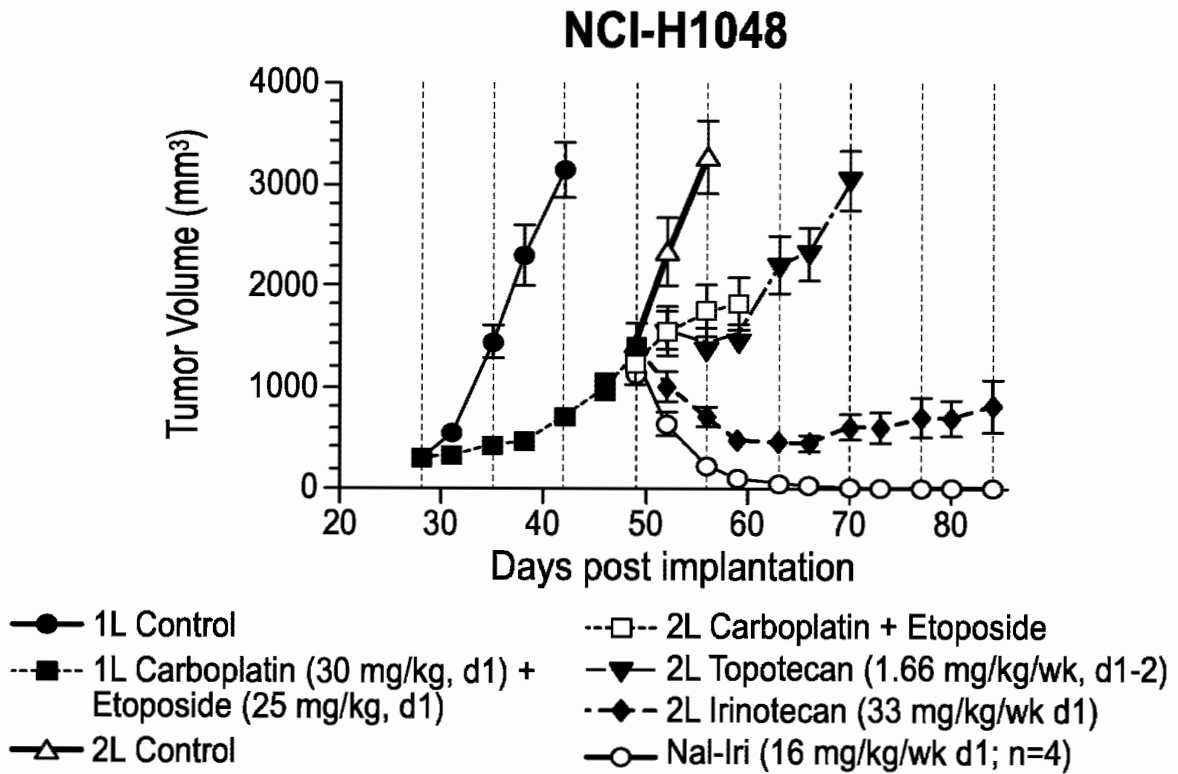 NCI-H1048
4000
3000
2000
1000
0
Tumor Volume (mm³)
20 30 40 50 60 70 80
Days post implantation
1L Control
1L Carboplatin (30 mg/kg, d1) +
Etoposide (25 mg/kg, d1)
2L Control
2L Carboplatin + Etoposide
2L Topotecan (1.66 mg/kg/wk, d1-2)
2L Irinotecan (33 mg/kg/wk d1)
Nal-Iri (16 mg/kg/wk d1; n=4)